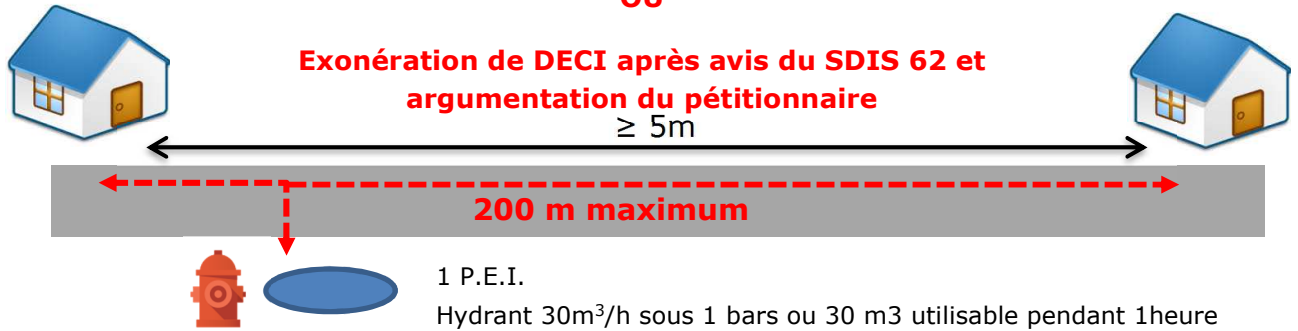 OU
Exonération de DECI après avis du SDIS 62 et
argumentation du pétitionnaire
≥ 5m
200 m maximum
1 P.E.I.
Hydrant 30m³/h sous 1 bars ou 30 m3 utilisable pendant 1heure